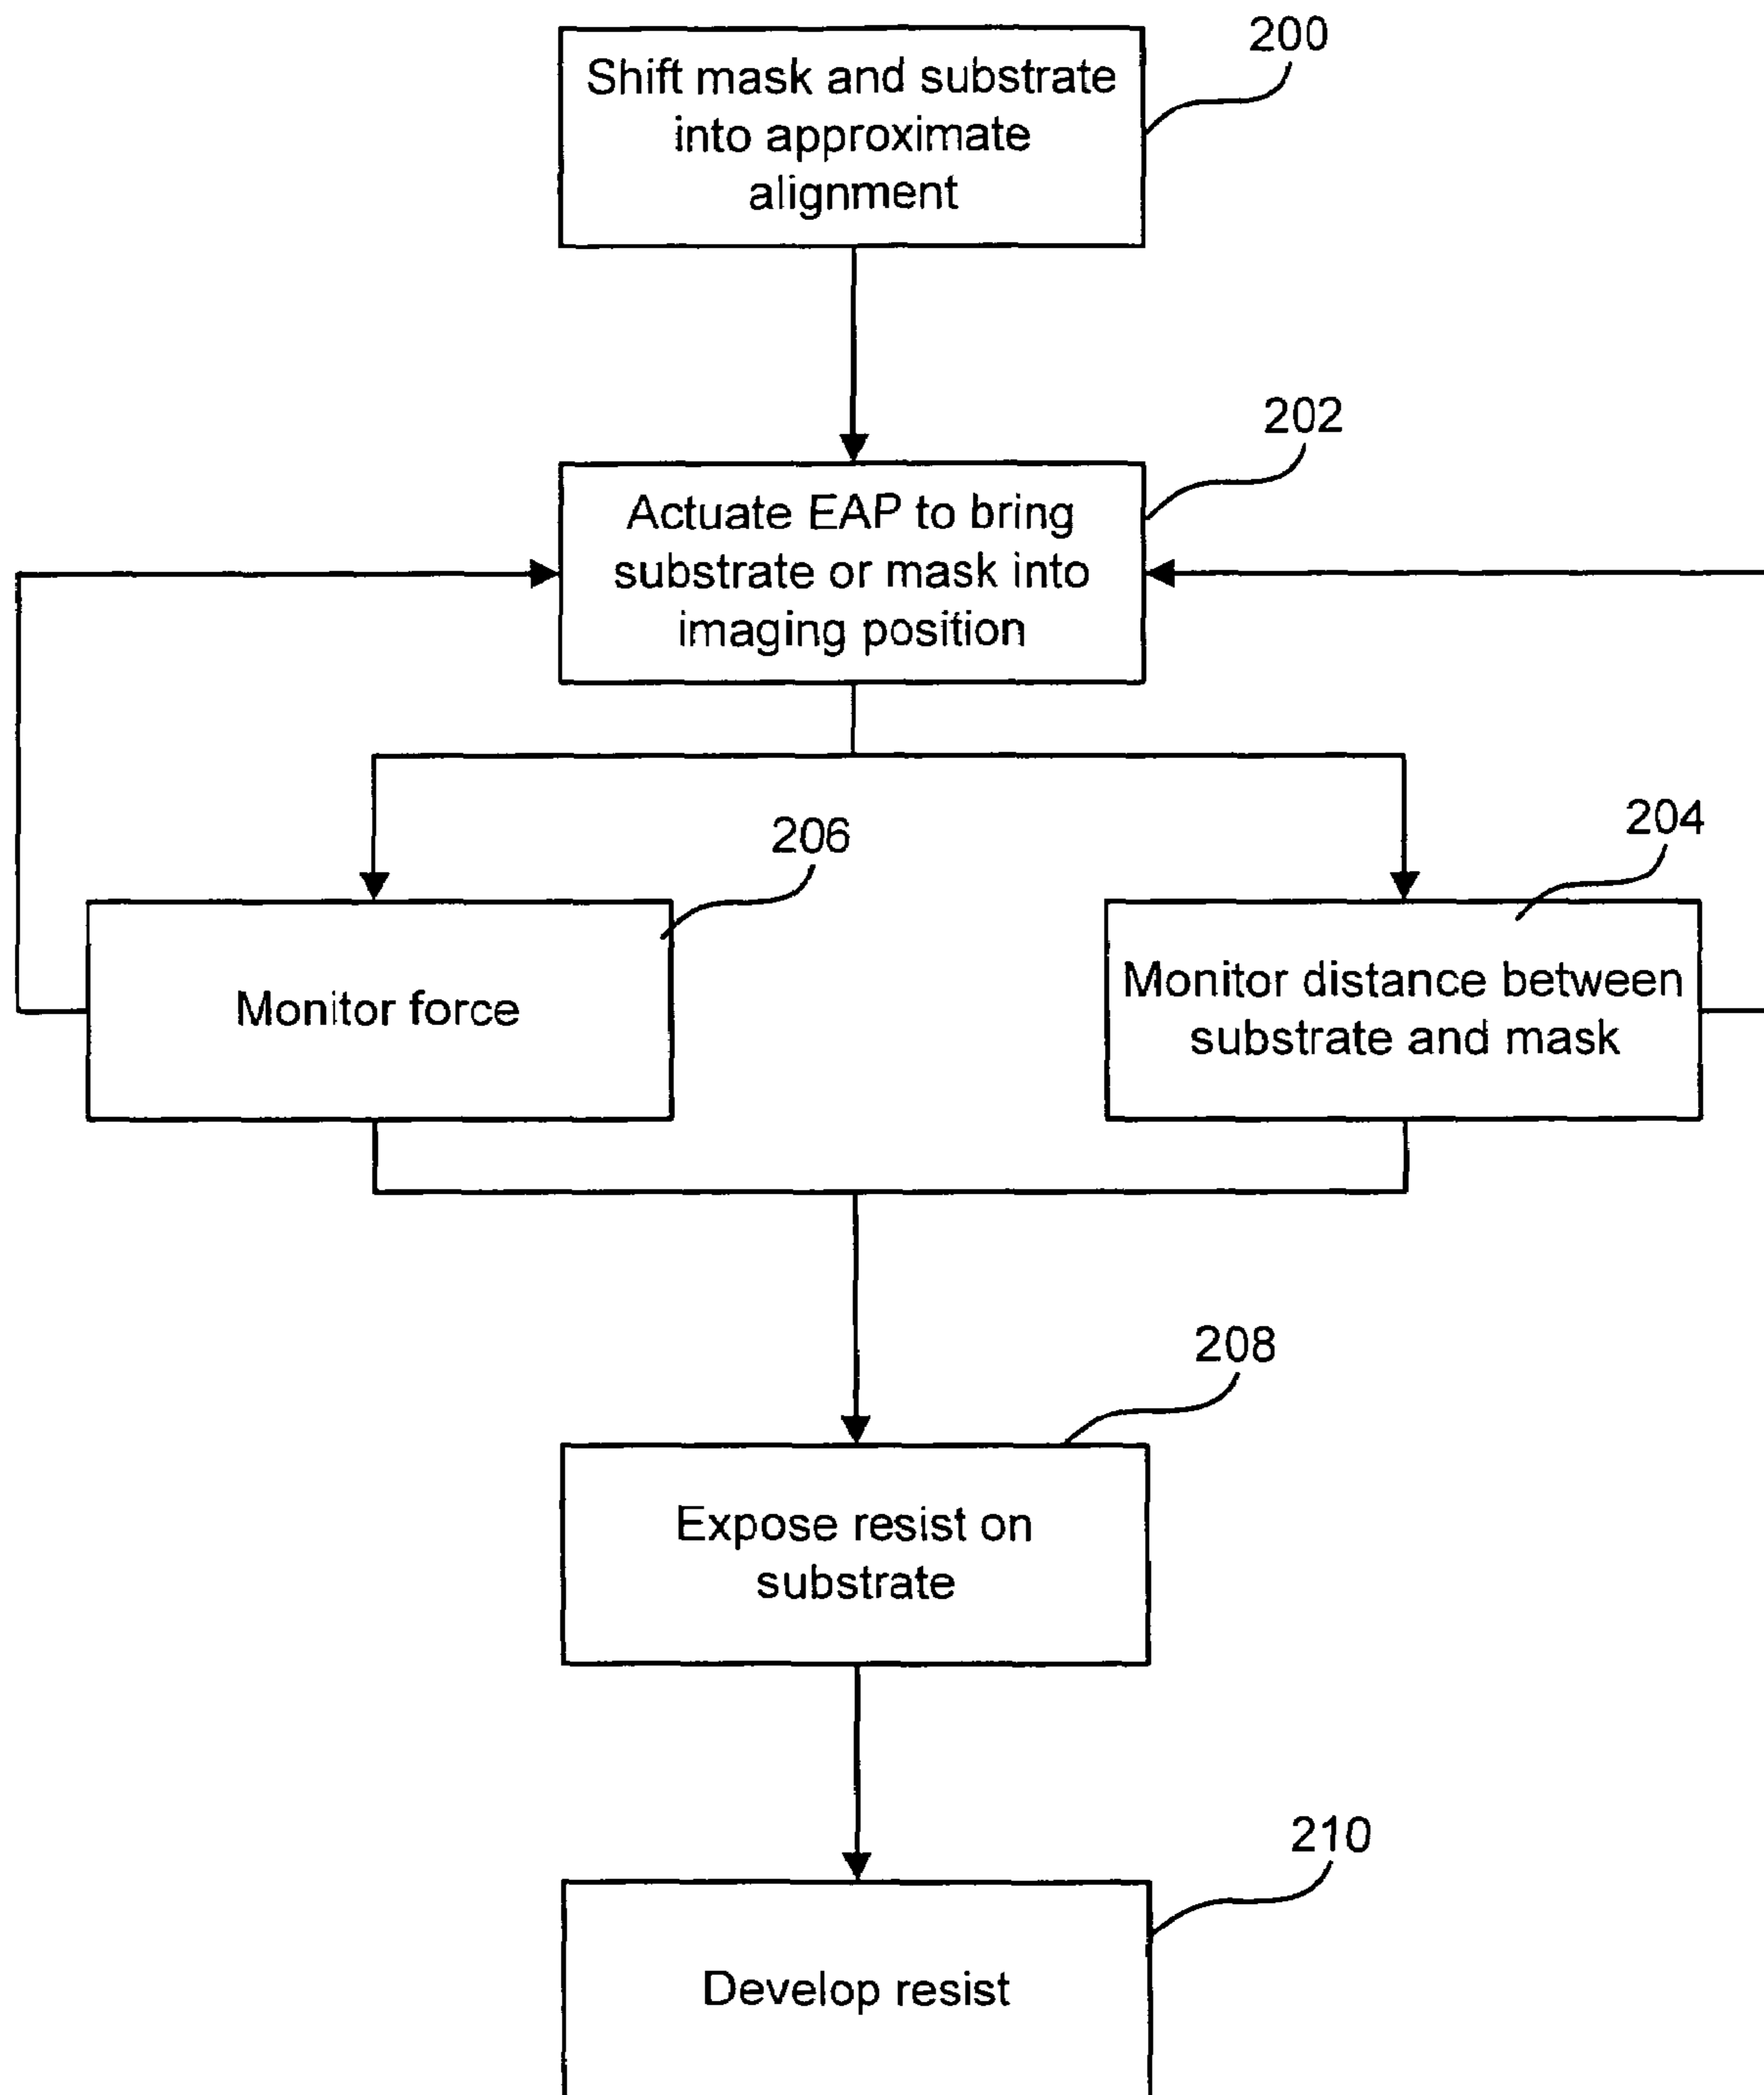 200
Shift mask and substrate
into approximate
alignment
202
Actuate EAP to bring
substrate or mask into
imaging position
206
Monitor force
204
Monitor distance between
substrate and mask
208
Expose resist on
substrate
210
Develop resist